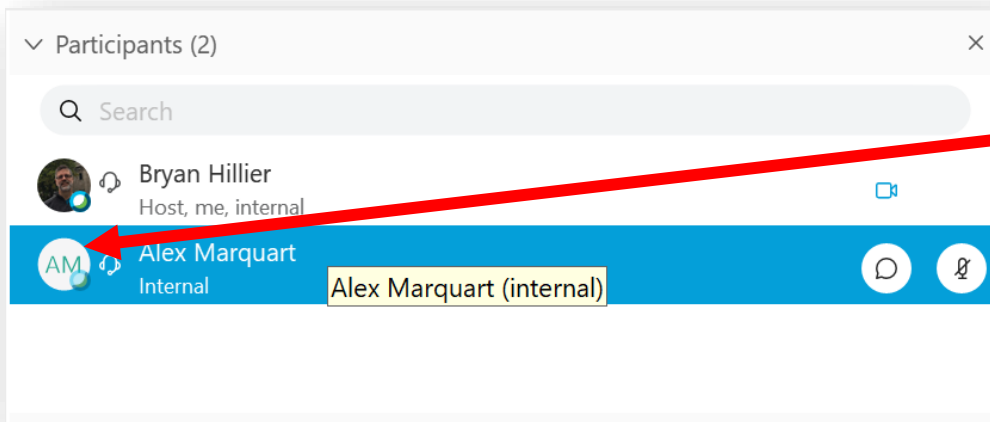 Participants (2)
Search
Bryan Hillier
Host, me, internal
AM
Alex Marquart
Internal
Alex Marquart (internal)